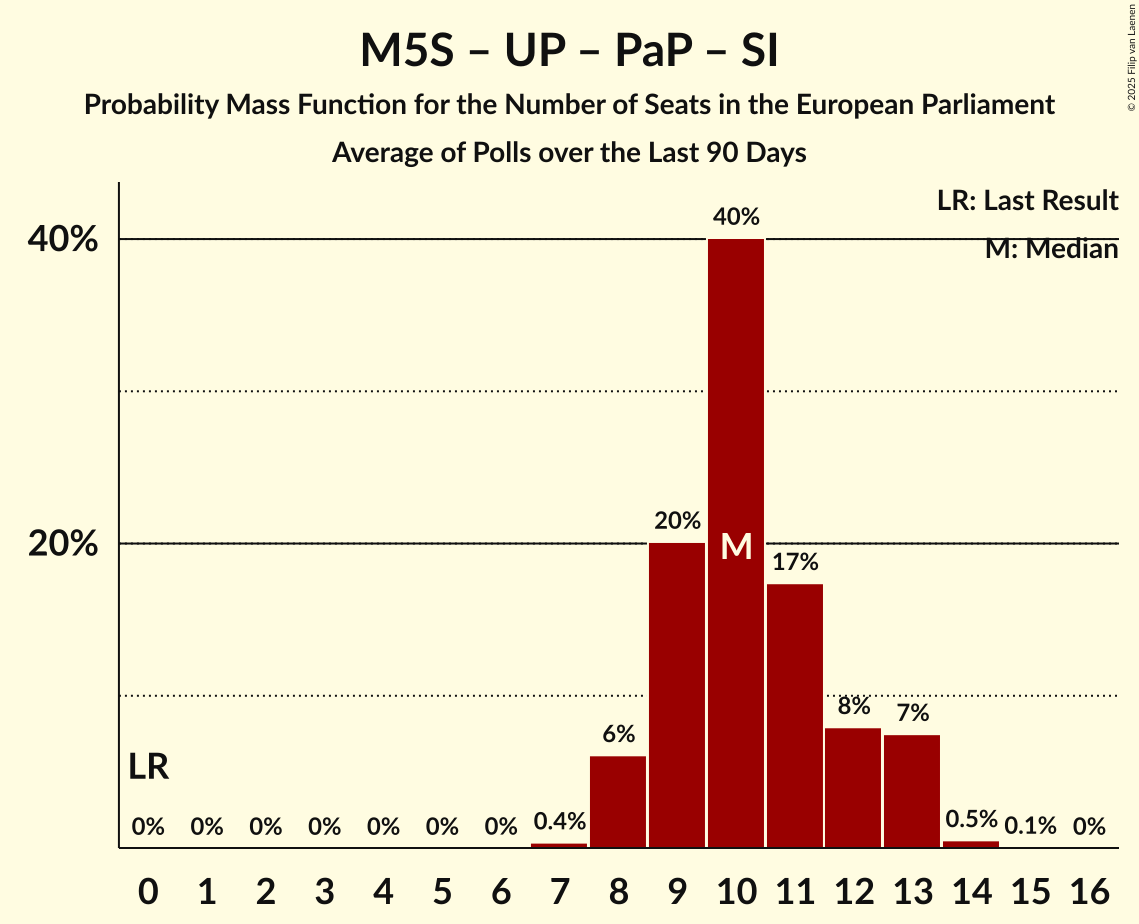 © 2025 Filip van Laenen
M5S – UP – PaP – SI
Probability Mass Function for the Number of Seats in the European Parliament
Average of Polls over the Last 90 Days
LR: Last Result
M: Median
40%
40%
20%
20%
M
17%
8%
7%
6%
LR
0% 0% 0% 0% 0% 0% 0% 0.4% 0.5% 0.1% 0%
0 1 2 3 4 5 6 7 8 9 10 11 12 13 14 15 16